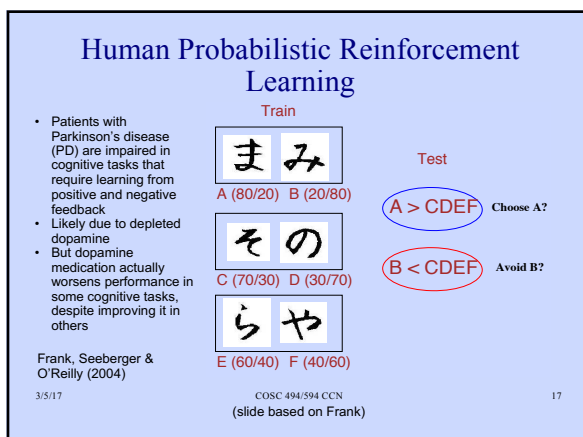 Human Probabilistic Reinforcement
Learning
• Patients with
Parkinson's disease
(PD) are impaired in
cognitive tasks that
require learning from
positive and negative
feedback
• Likely due to depleted
dopamine
• But dopamine
medication actually
worsens performance in
some cognitive tasks,
despite improving it in
others
Frank, Seeberger &
O'Reilly (2004)
Train
ま み
A (80/20) B (20/80)
そ の
C (70/30) D (30/70)
ら や
E (60/40) F (40/60)
Test
A > CDEF Choose A?
B < CDEF Avoid B?
3/5/17 COSC 494/594 CCN 17
(slide based on Frank)